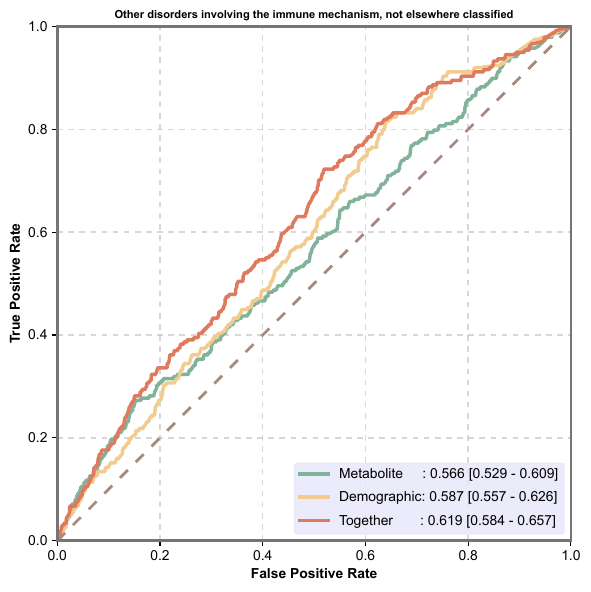 Other disorders involving the immune mechanism, not elsewhere classified
1.0
0.8
0.6
0.4
0.2
0.0
True Positive Rate
Metabolite : 0.566 [0.529 - 0.609]
Demographic: 0.587 [0.557 - 0.626]
Together : 0.619 [0.584 - 0.657]
0.0 0.2 0.4 0.6 0.8 1.0
False Positive Rate